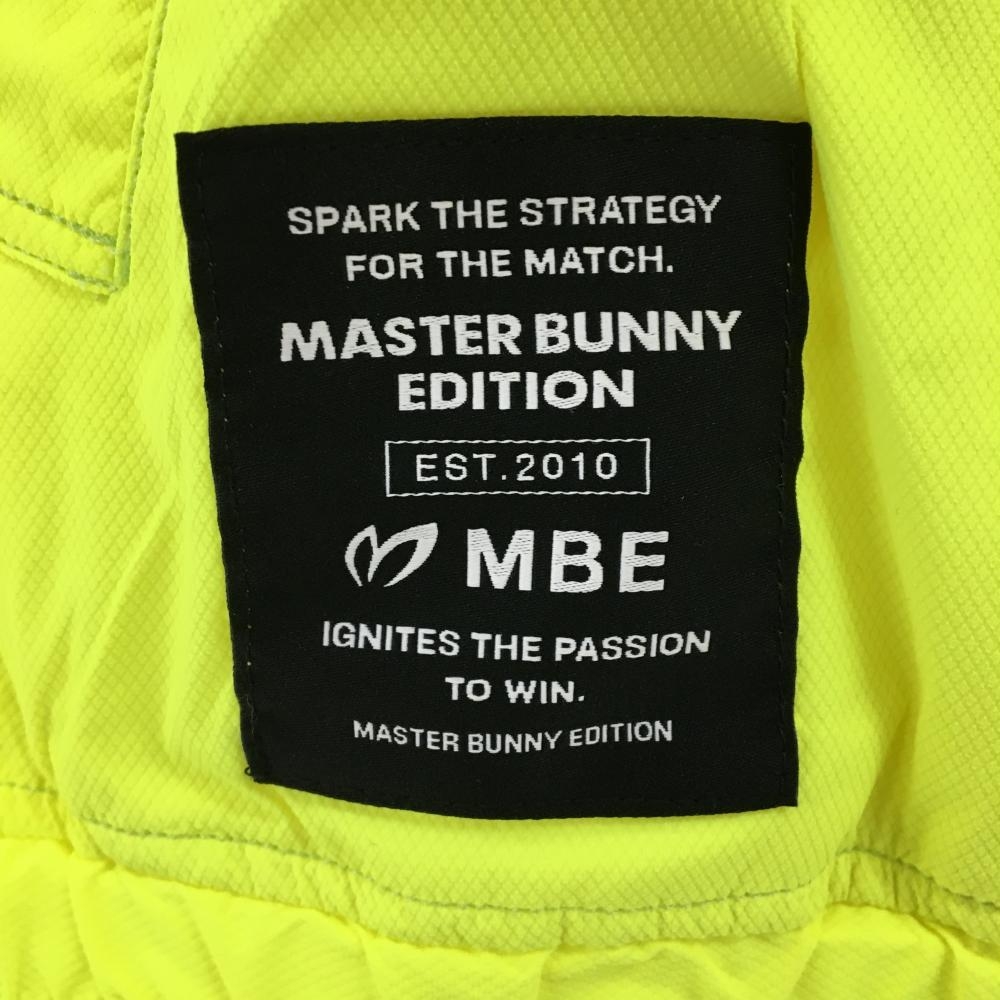 SPARK THE STRATEGY
FOR THE MATCH.
MASTER BUNNY
EDITION
EST.2010
MBE
IGNITES THE PASSION
TO WIN.
MASTER BUNNY EDITION